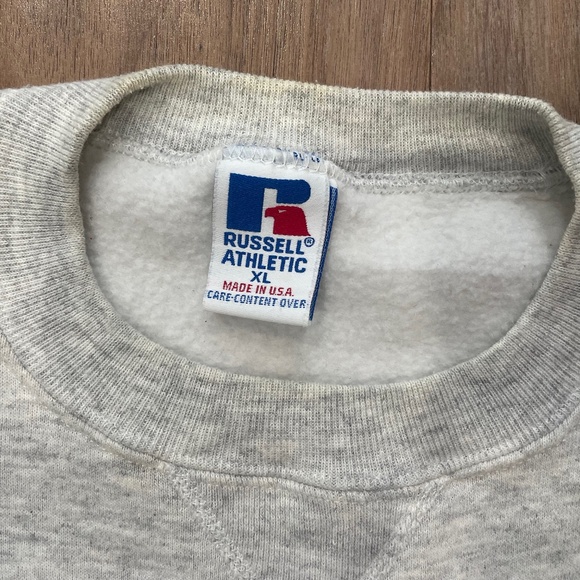 RUSSELL®
ATHLETIC
XL
MADE IN U.S.A.
CARE-CONTENT OVER